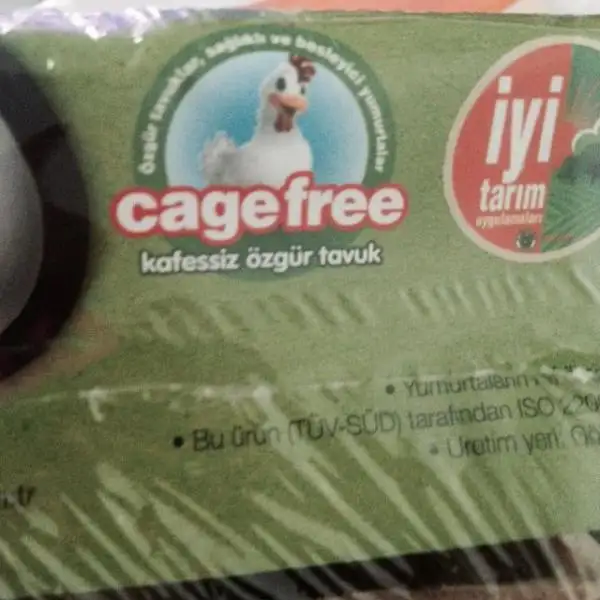 özgür tavuklar, sağlıklı ve besleyici yumurtalar
cagefree
kafessiz özgür tavuk
iyi
tarım
uygulamaları
• Yumurtaların
• Bu ürün (TÜV-SÜD) tarafından ISO
• Üretim yeri: